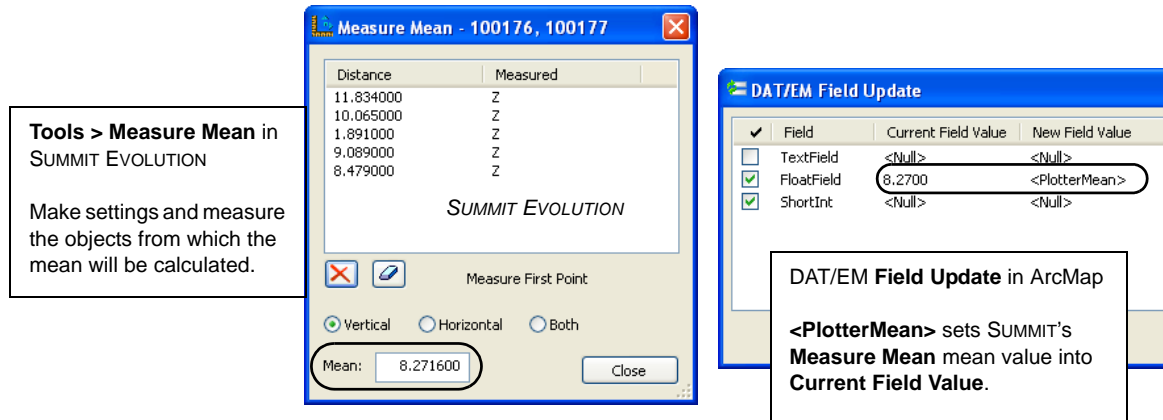 Tools > Measure Mean in
SUMMIT EVOLUTION
Make settings and measure
the objects from which the
mean will be calculated.
Measure Mean - 100176, 100177
Distance Measured
11.834000 Z
10.065000 Z
1.891000 Z
9.089000 Z
8.479000 Z
SUMMIT EVOLUTION
Measure First Point
Vertical Horizontal Both
Mean: 8.271600 Close
DAT/EM Field Update
Field Current Field Value New Field Value
TextField <Null> <Null>
FloatField 8.2700 <PlotterMean>
ShortInt <Null> <Null>
DAT/EM Field Update in ArcMap
<PlotterMean> sets SUMMIT's
Measure Mean mean value into
Current Field Value.